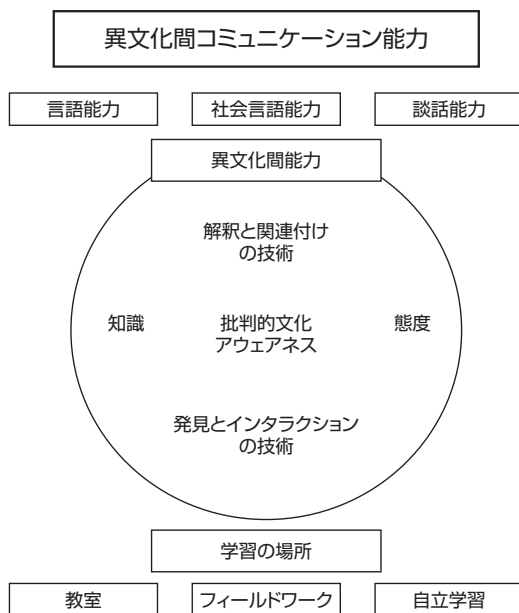 異文化間コミュニケーション能力
言語能力
社会言語能力
談話能力
異文化間能力
解釈と関連付け
の技術
知識
批判的文化
アウェアネス
態度
発見とインタラクション
の技術
学習の場所
教室
フィールドワーク
自立学習